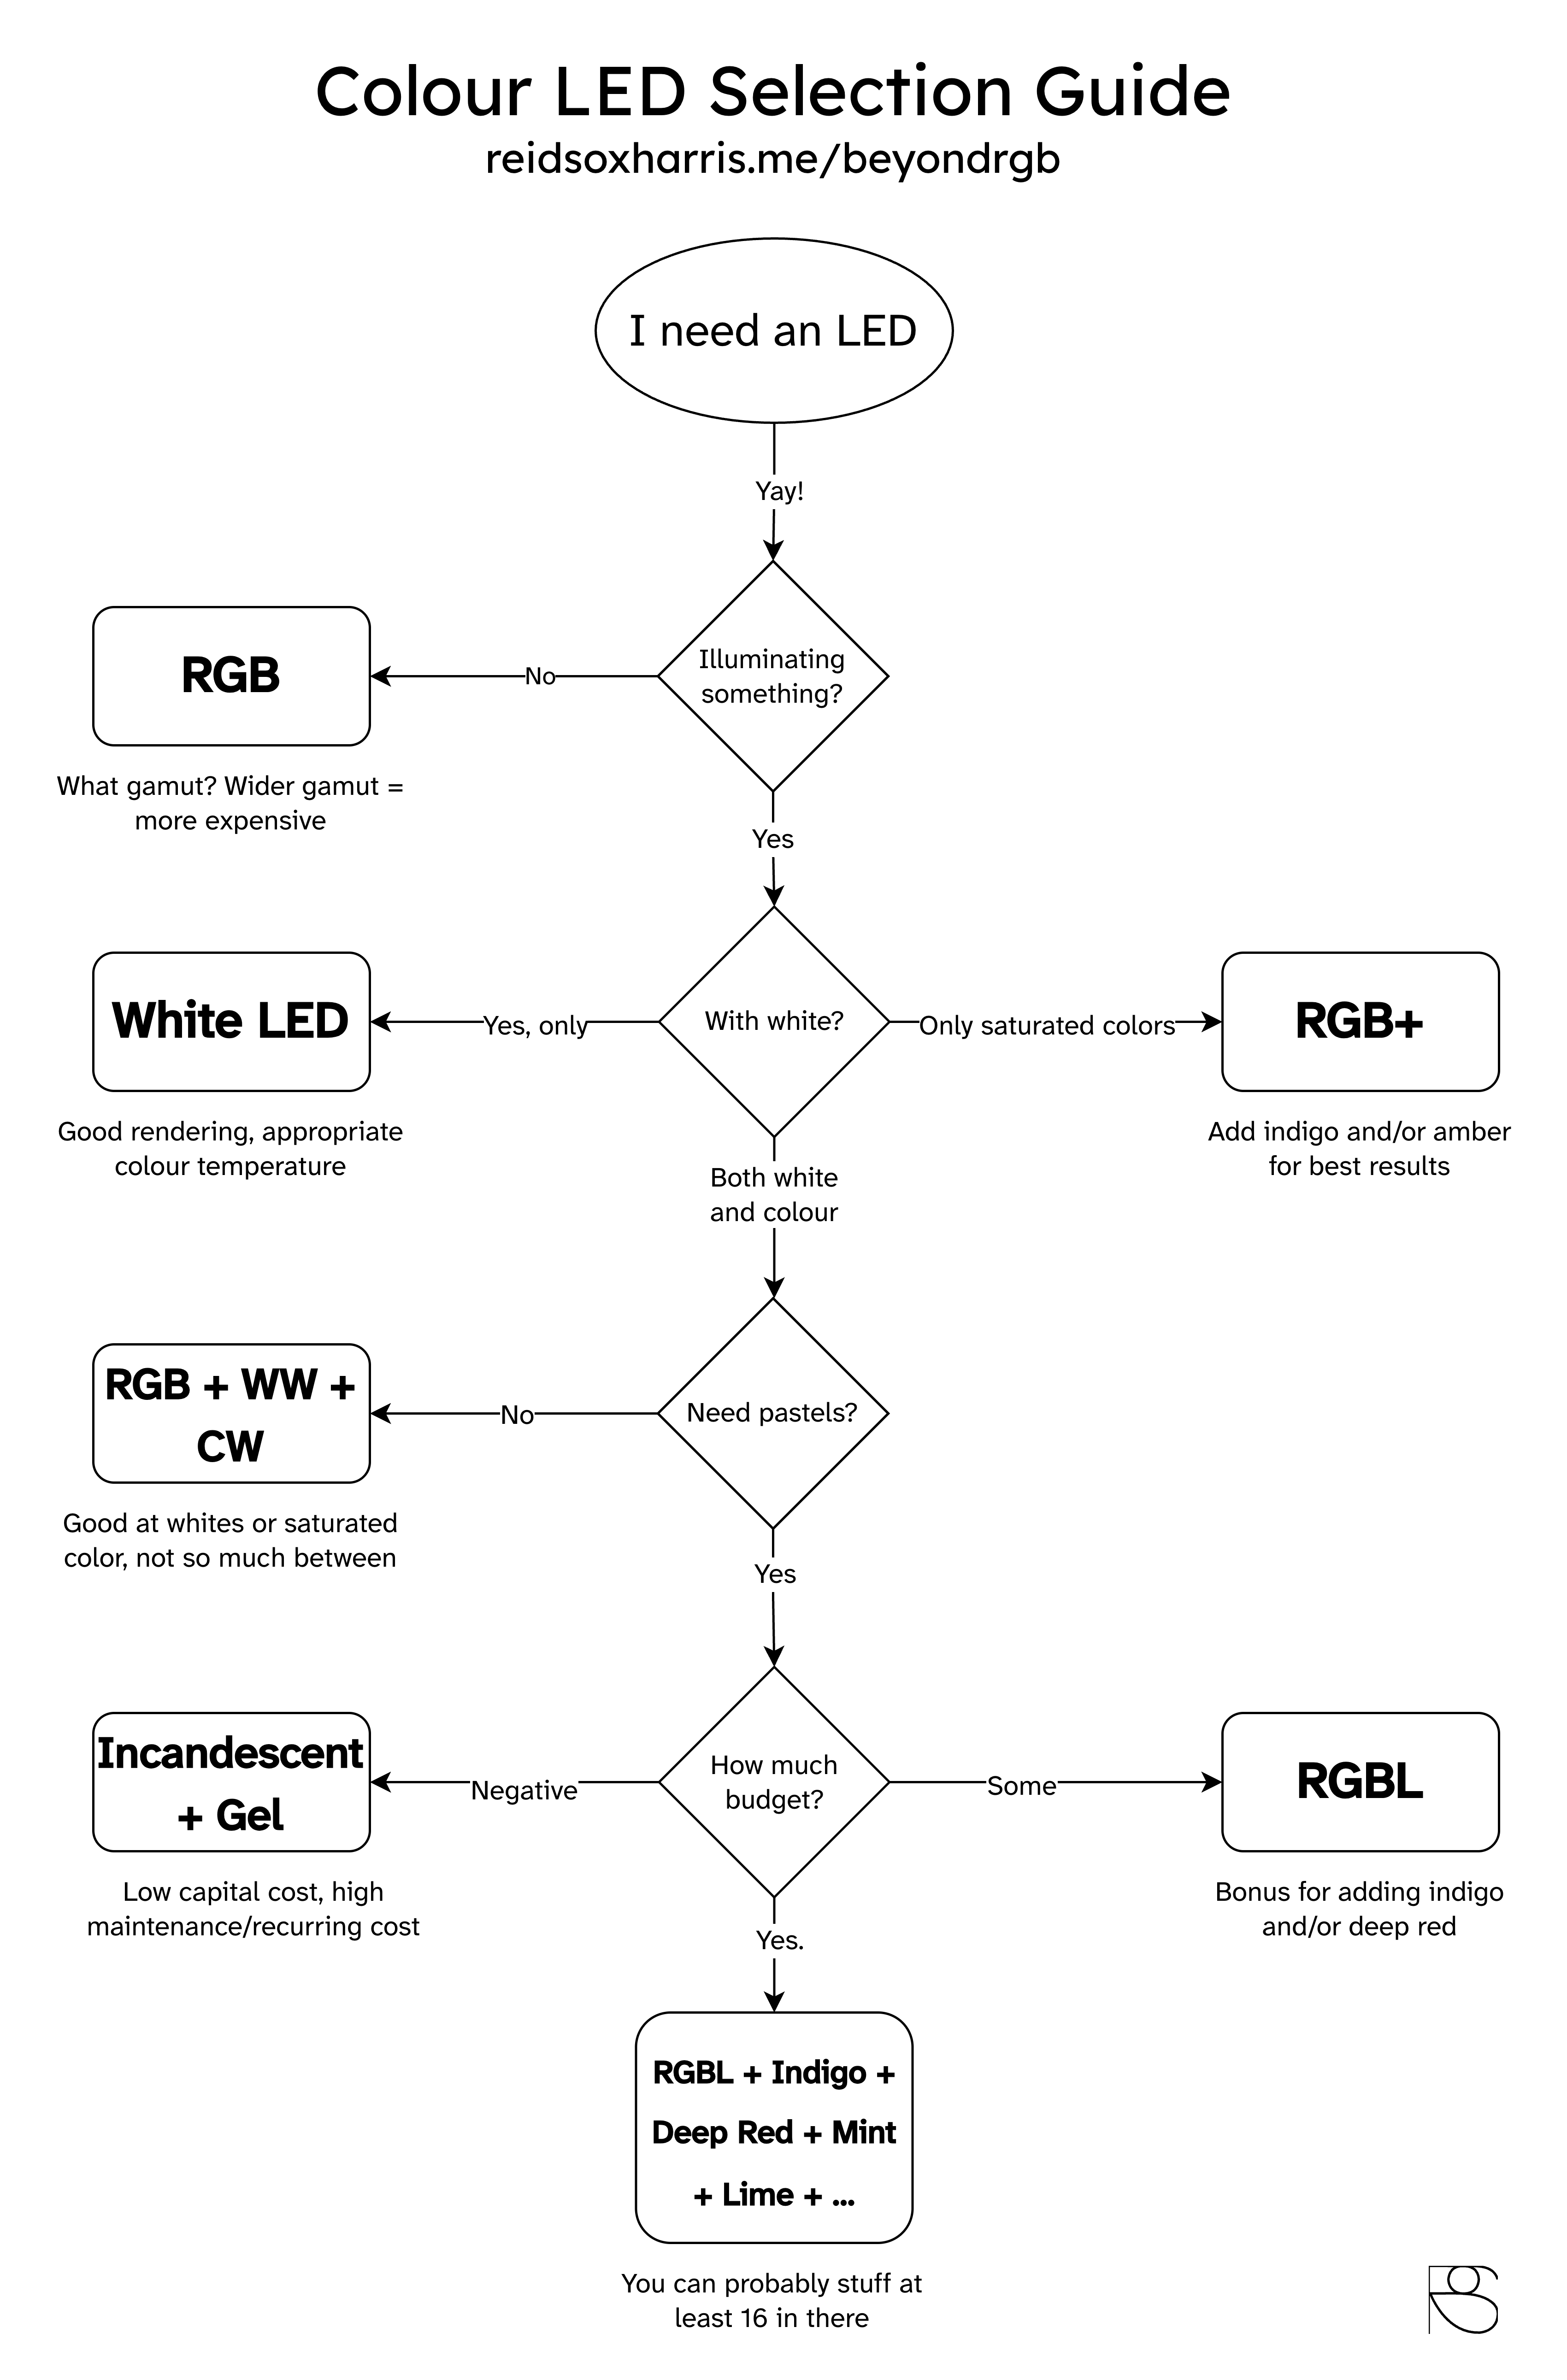 Colour LED Selection Guide
reidsoxharris.me/beyondrgb
I need an LED
Yay!
Illuminating
something?
No
RGB
What gamut? Wider gamut =
more expensive
Yes
With white?
Yes, only
White LED
Good rendering, appropriate
colour temperature
Only saturated colors
RGB+
Add indigo and/or amber
for best results
Both white
and colour
Need pastels?
No
RGB + WW +
CW
Good at whites or saturated
color, not so much between
Yes
How much
budget?
Negative
Incandescent
+ Gel
Low capital cost, high
maintenance/recurring cost
Some
RGBL
Bonus for adding indigo
and/or deep red
Yes.
RGBL + Indigo +
Deep Red + Mint
+ Lime + ...
You can probably stuff at
least 16 in there